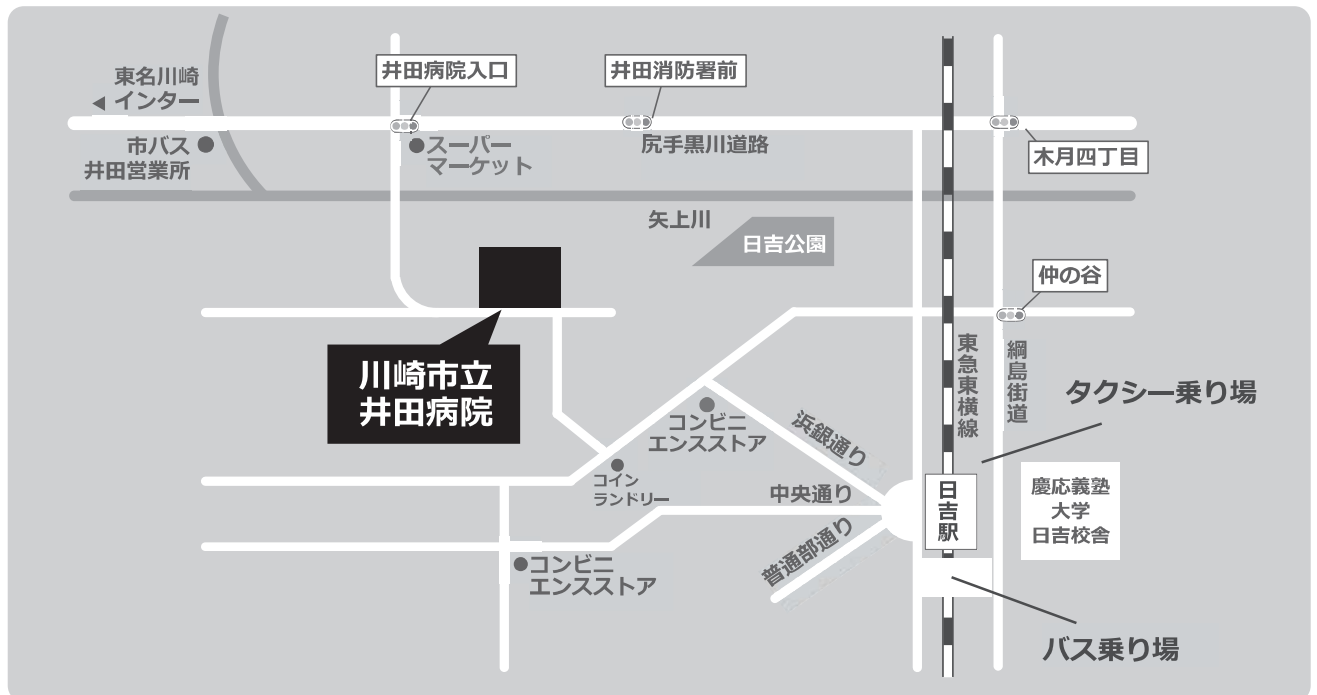 東名川崎
インター
井田病院入口
井田消防署前
市バス
井田営業所
スーパー
マーケット
尻手黒川道路
木月四丁目
矢上川
日吉公園
仲の谷
川崎市立
井田病院
東急東横線
綱島街道
タクシー乗り場
コンビニ
エンスストア
浜銀通り
コイン
ランドリー
中央通り
日吉駅
慶応義塾
大学
日吉校舎
普通部通り
コンビニ
エンスストア
バス乗り場